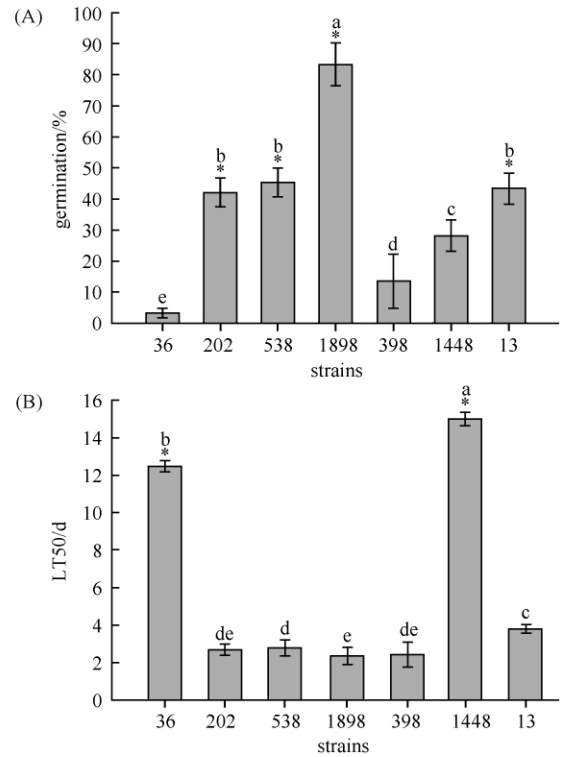 (A)
100
90
80
70
60
50
40
30
20
10
0
germination/%
e
b
*
b
*
a
*
d
c
b
*
36 202 538 1898 398 1448 13
strains
(B)
16
14
12
10
8
6
4
2
0
LT50/d
b
*
de
d
e
de
a
*
c
36 202 538 1898 398 1448 13
strains